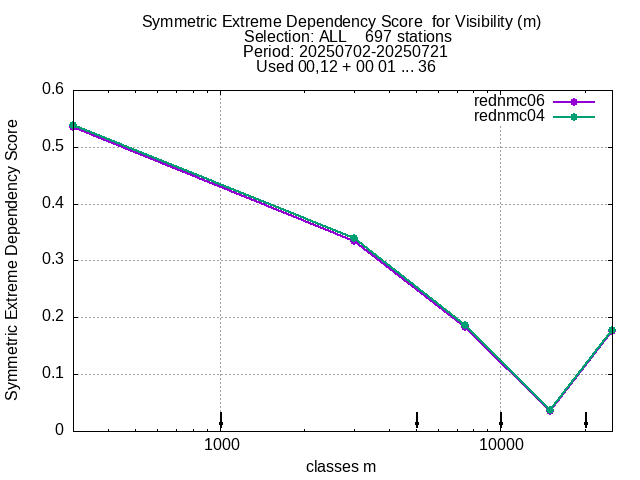 Symmetric Extreme Dependency Score  for Visibility (m)
Selection: ALL    697 stations
Period: 20250702-20250721
Used 00,12 + 00 01 ... 36
rednmc06
rednmc04
Symmetric Extreme Dependency Score
0.6
0.5
0.4
0.3
0.2
0.1
0
1000
10000
classes m